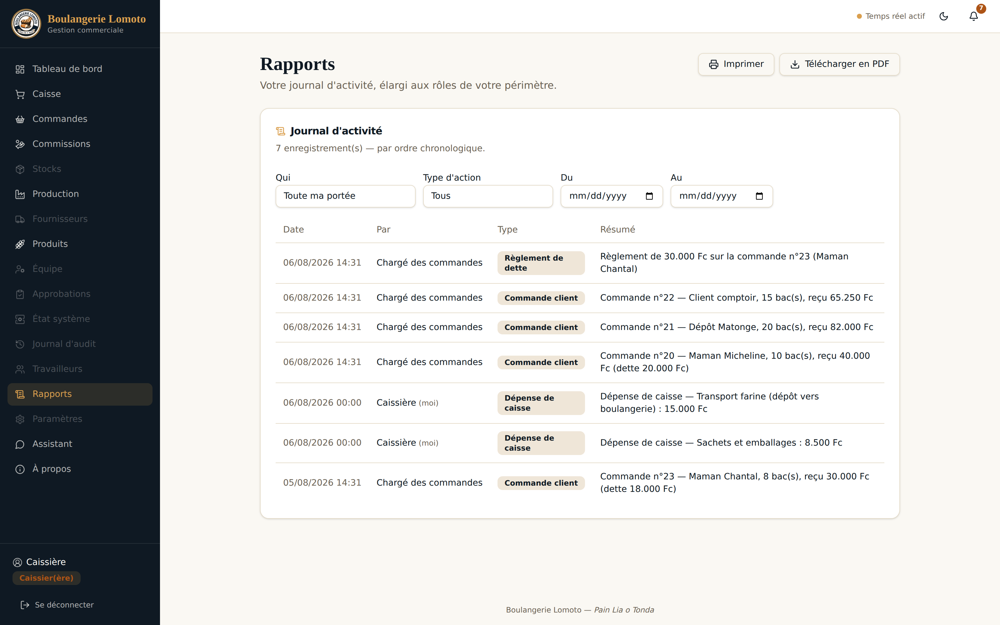 BOULANGERIE LOMOTO
Pain Lia o Tonda
Boulangerie Lomoto
Gestion commerciale
Tableau de bord
Caisse
Commandes
Commissions
Stocks
Production
Fournisseurs
Produits
Équipe
Approbations
État système
Journal d'audit
Travailleurs
Rapports
Paramètres
Assistant
À propos
Caissière
Caissier(ère)
Se déconnecter
Temps réel actif
7
Rapports
Votre journal d'activité, élargi aux rôles de votre périmètre.
Imprimer
Télécharger en PDF
Journal d'activité
7 enregistrement(s) — par ordre chronologique.
Qui
Type d'action
Du
Au
Toute ma portée
Tous
mm/dd/yyyy
mm/dd/yyyy
Date Par Type Résumé
06/08/2026 14:31 Chargé des commandes Règlement de dette Règlement de 30.000 Fc sur la commande n°23 (Maman
Chantal)
06/08/2026 14:31 Chargé des commandes Commande client Commande n°22 — Client comptoir, 15 bac(s), reçu 65.250 Fc
06/08/2026 14:31 Chargé des commandes Commande client Commande n°21 — Dépôt Matonge, 20 bac(s), reçu 82.000 Fc
06/08/2026 14:31 Chargé des commandes Commande client Commande n°20 — Maman Micheline, 10 bac(s), reçu 40.000
Fc (dette 20.000 Fc)
06/08/2026 00:00 Caissière (moi) Dépense de caisse Dépense de caisse — Transport farine (dépôt vers
boulangerie) : 15.000 Fc
06/08/2026 00:00 Caissière (moi) Dépense de caisse Dépense de caisse — Sachets et emballages : 8.500 Fc
05/08/2026 14:31 Chargé des commandes Commande client Commande n°23 — Maman Chantal, 8 bac(s), reçu 30.000 Fc
(dette 18.000 Fc)
Boulangerie Lomoto — Pain Lia o Tonda